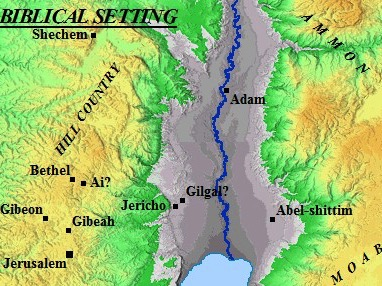 BIBLICAL SETTING
Shechem
AMMON
HILL COUNTRY
Adam
Bethel
Ai?
Gilgal?
Jericho
Gibeon
Gibeah
Abel-shittim
Jerusalem
MOAB